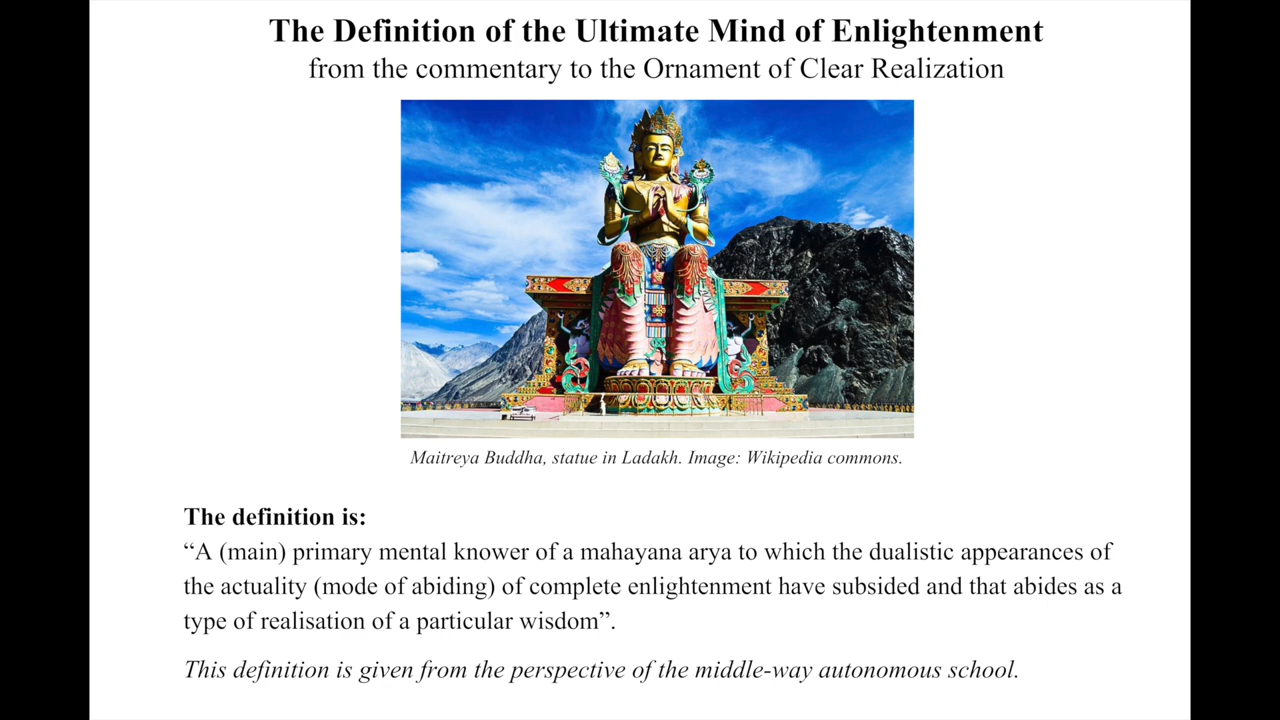 The Definition of the Ultimate Mind of Enlightenment
from the commentary to the Ornament of Clear Realization
Maitreya Buddha, statue in Ladakh. Image: Wikipedia commons.
The definition is:
“A (main) primary mental knower of a mahayana arya to which the dualistic appearances of
the actuality (mode of abiding) of complete enlightenment have subsided and that abides as a
type of realisation of a particular wisdom”.
This definition is given from the perspective of the middle-way autonomous school.